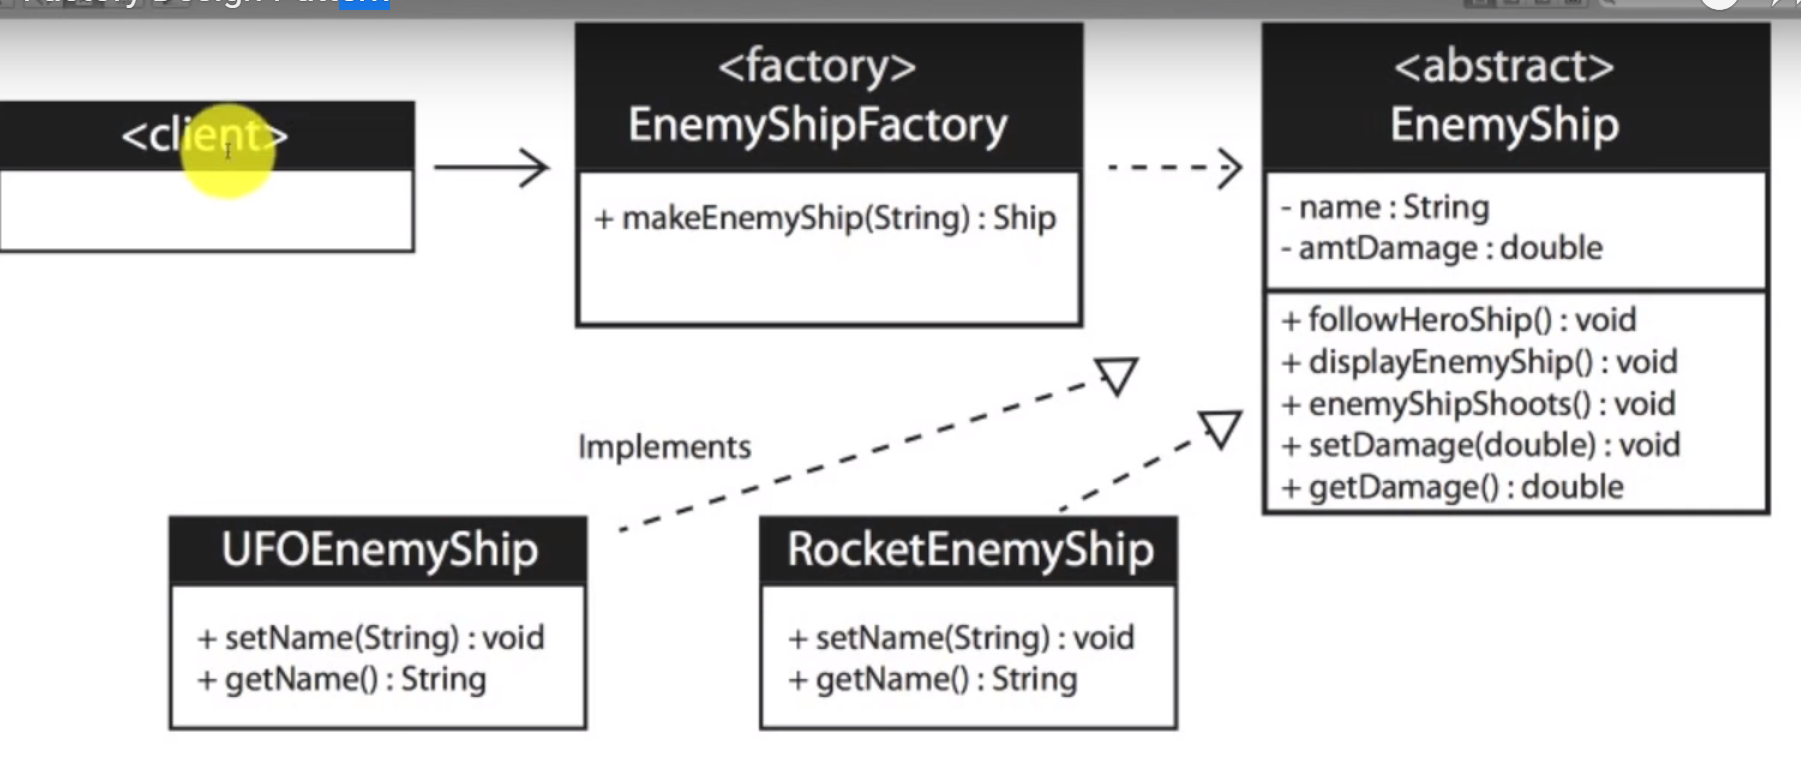 <client>
<factory>
EnemyShipFactory
+ makeEnemyShip(String) : Ship
<abstract>
EnemyShip
- name : String
- amtDamage : double
+ followHeroShip() : void
+ displayEnemyShip() : void
+ enemyShipShoots() : void
+ setDamage(double) : void
+ getDamage() : double
Implements
UFOEnemyShip
+ setName(String) : void
+ getName() : String
RocketEnemyShip
+ setName(String) : void
+ getName() : String